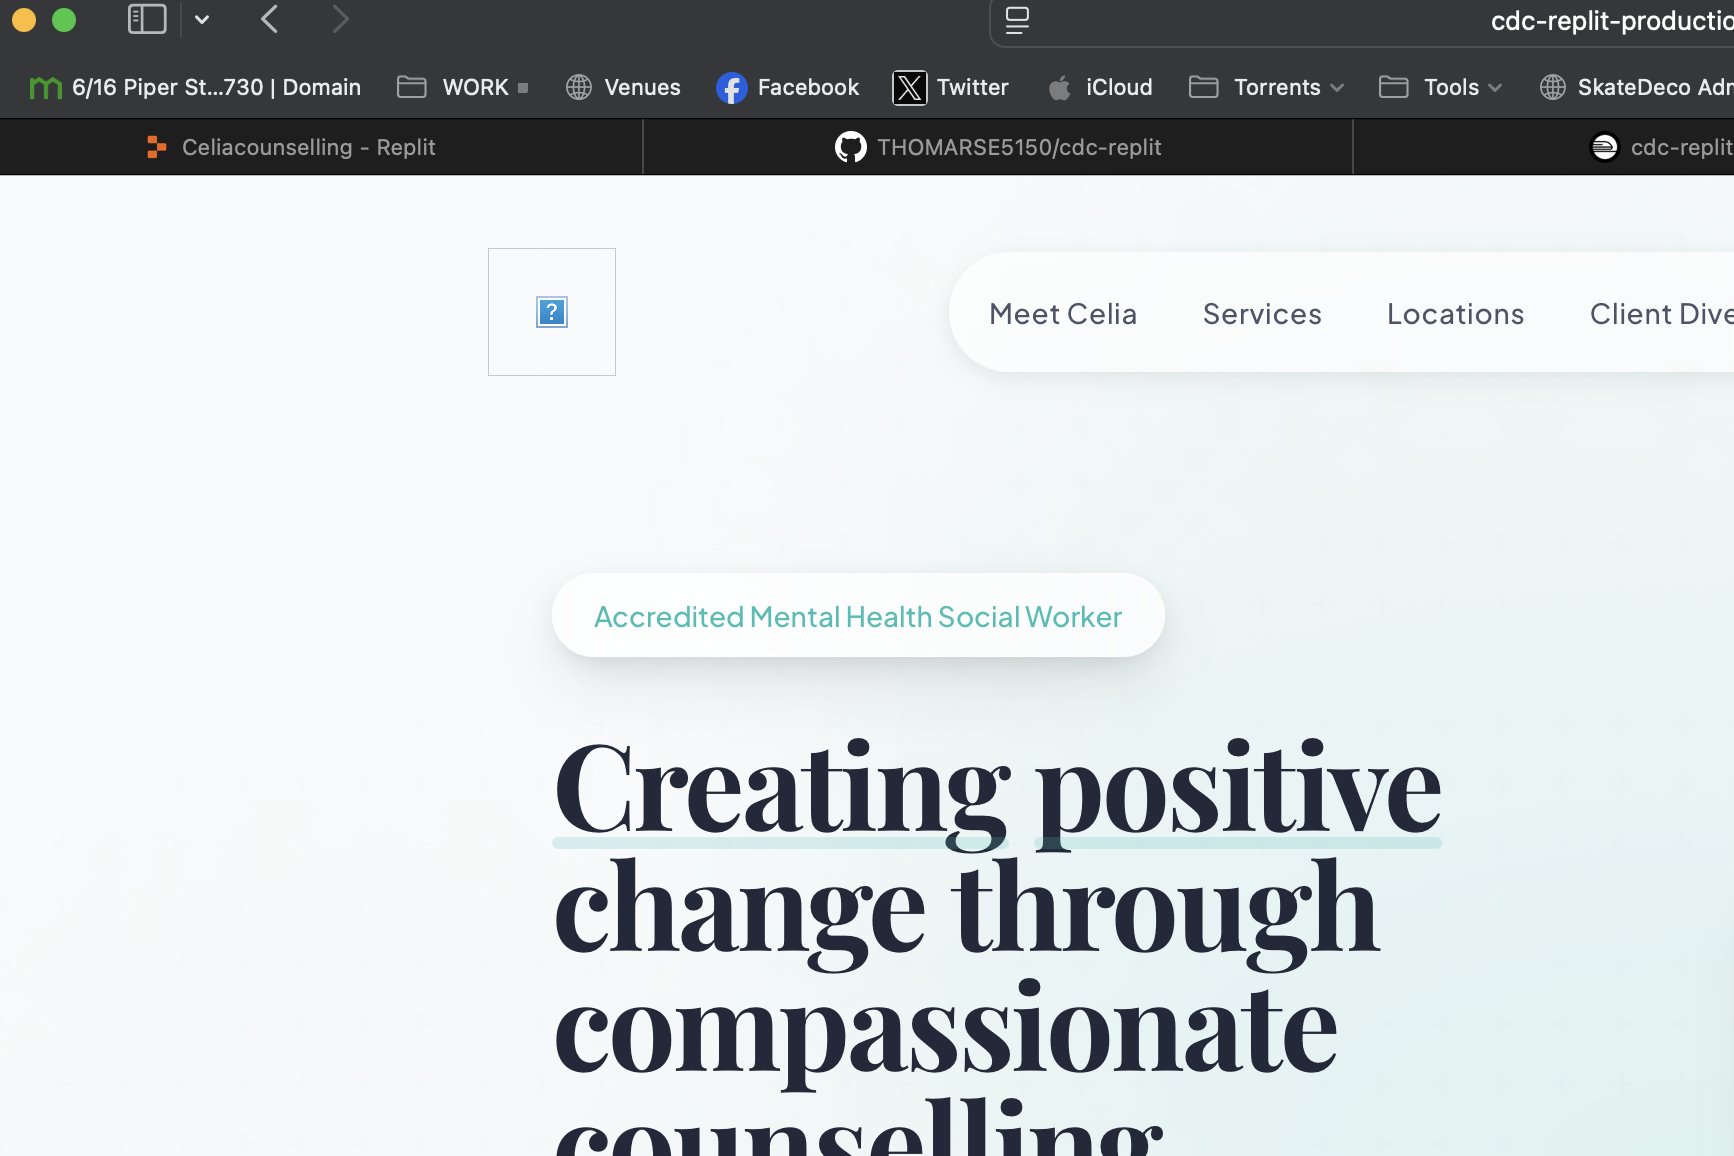 cdc-replit-productio
6/16 Piper St...730 | Domain
WORK
Venues
Facebook
Twitter
iCloud
Torrents
Tools
SkateDeco Adm
Celiacounselling - Replit
THOMARSE5150/cdc-replit
cdc-replit
?
Meet Celia
Services
Locations
Client Dive
Accredited Mental Health Social Worker
Creating positive
change through
compassionate
counselling